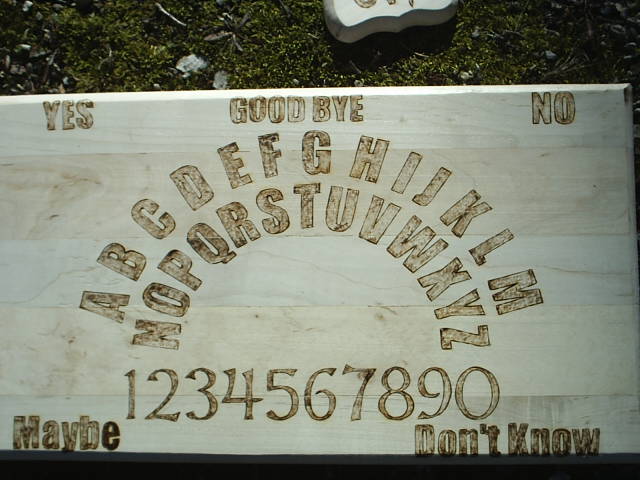 YES GOOD BYE NO
ABCDEFGHIJKLM
NOPQRSTUVWXYZ
1234567890
Maybe Don't Know